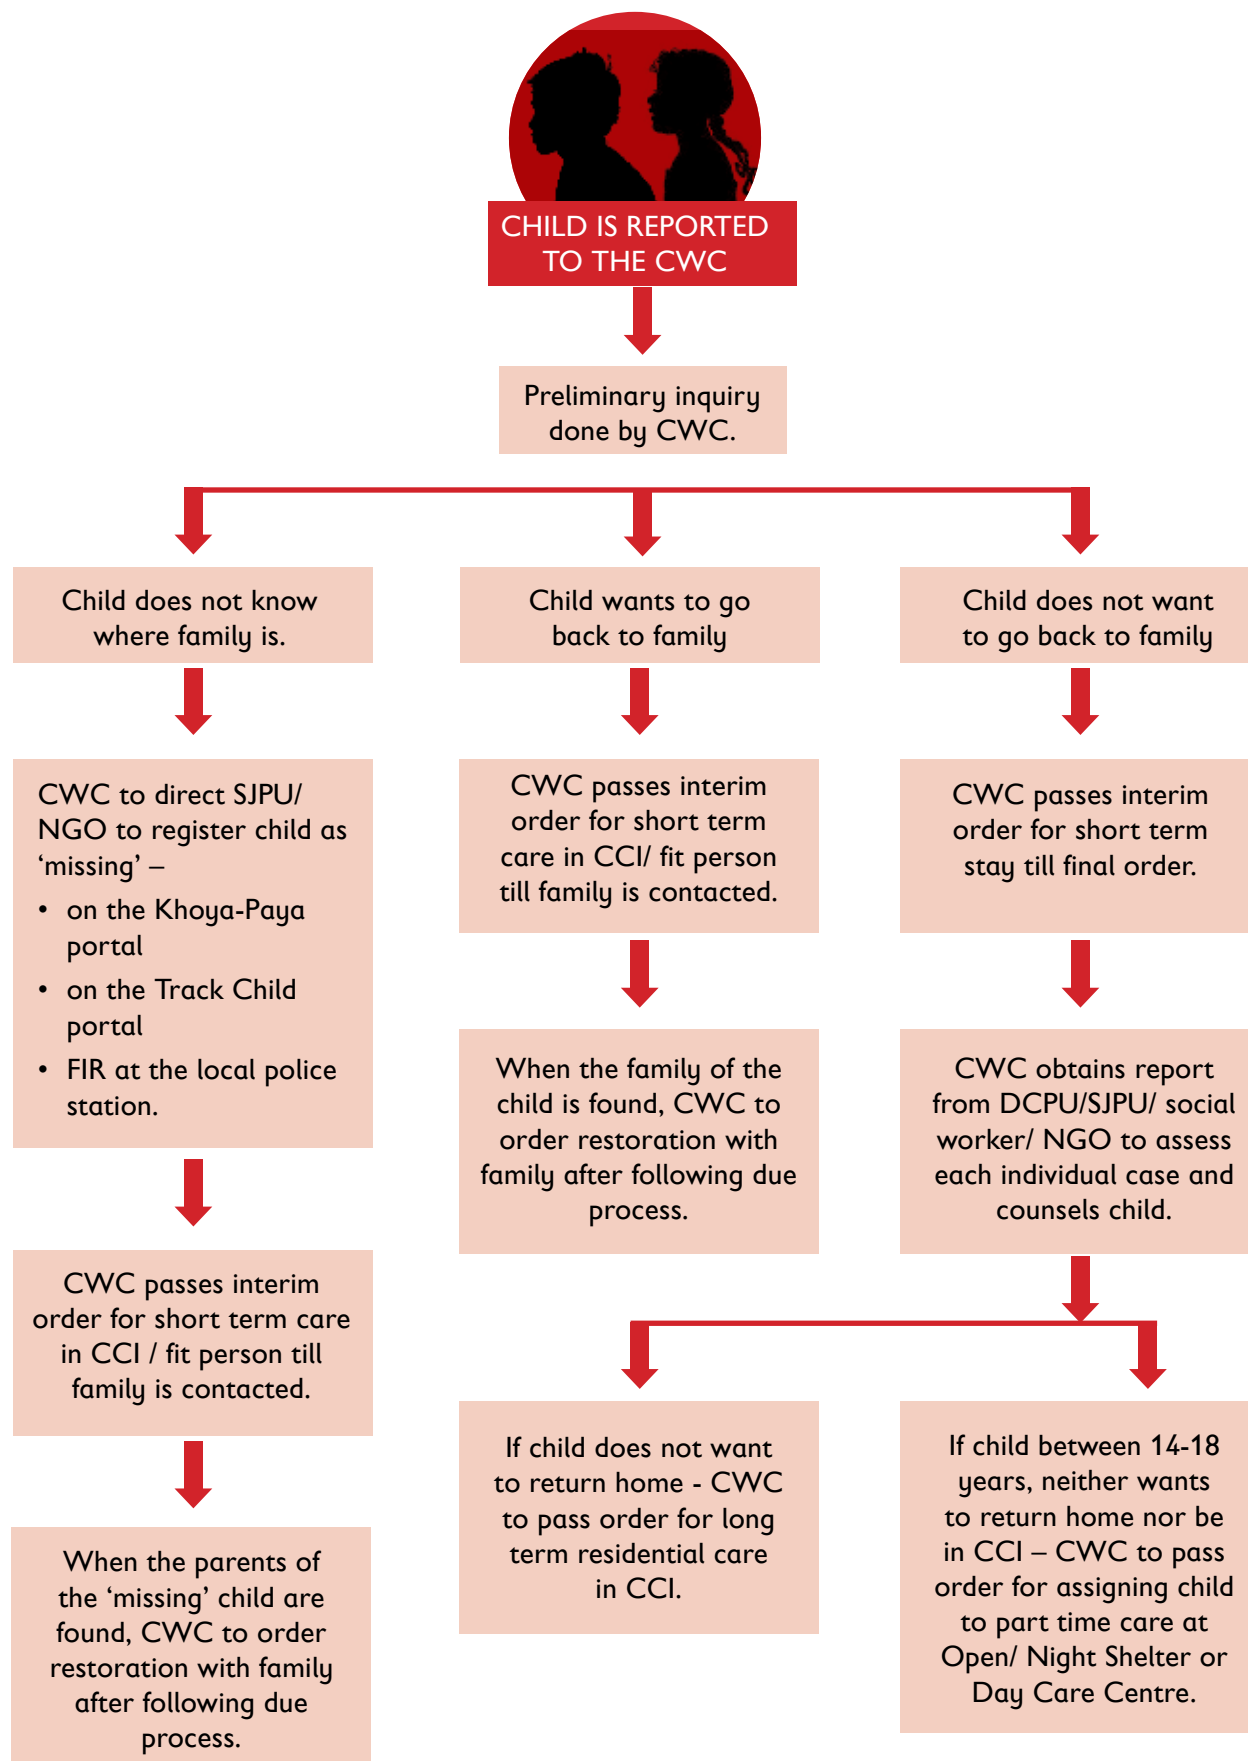 CHILD IS REPORTED
TO THE CWC
Preliminary inquiry
done by CWC.
Child does not know
where family is.
CWC to direct SJPU/
NGO to register child as
‘missing’ –
• on the Khoya-Paya
portal
• on the Track Child
portal
• FIR at the local police
station.
CWC passes interim
order for short term care
in CCI / fit person till
family is contacted.
When the parents of
the ‘missing’ child are
found, CWC to order
restoration with family
after following due
process.
Child wants to go
back to family
CWC passes interim
order for short term
care in CCI/ fit person
till family is contacted.
When the family of the
child is found, CWC to
order restoration with
family after following due
process.
Child does not want
to go back to family
CWC passes interim
order for short term
stay till final order.
CWC obtains report
from DCPU/SJPU/ social
worker/ NGO to assess
each individual case and
counsels child.
If child does not want
to return home - CWC
to pass order for long
term residential care
in CCI.
If child between 14-18
years, neither wants
to return home nor be
in CCI – CWC to pass
order for assigning child
to part time care at
Open/ Night Shelter or
Day Care Centre.